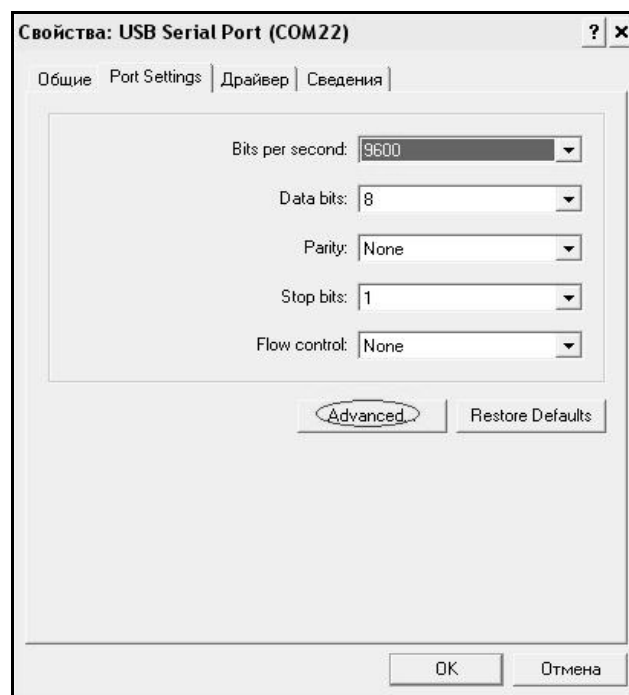 Свойства: USB Serial Port (COM22)
Общие Port Settings Драйвер Сведения
Bits per second: 9600
Data bits: 8
Parity: None
Stop bits: 1
Flow control: None
Advanced... Restore Defaults
OK Отмена